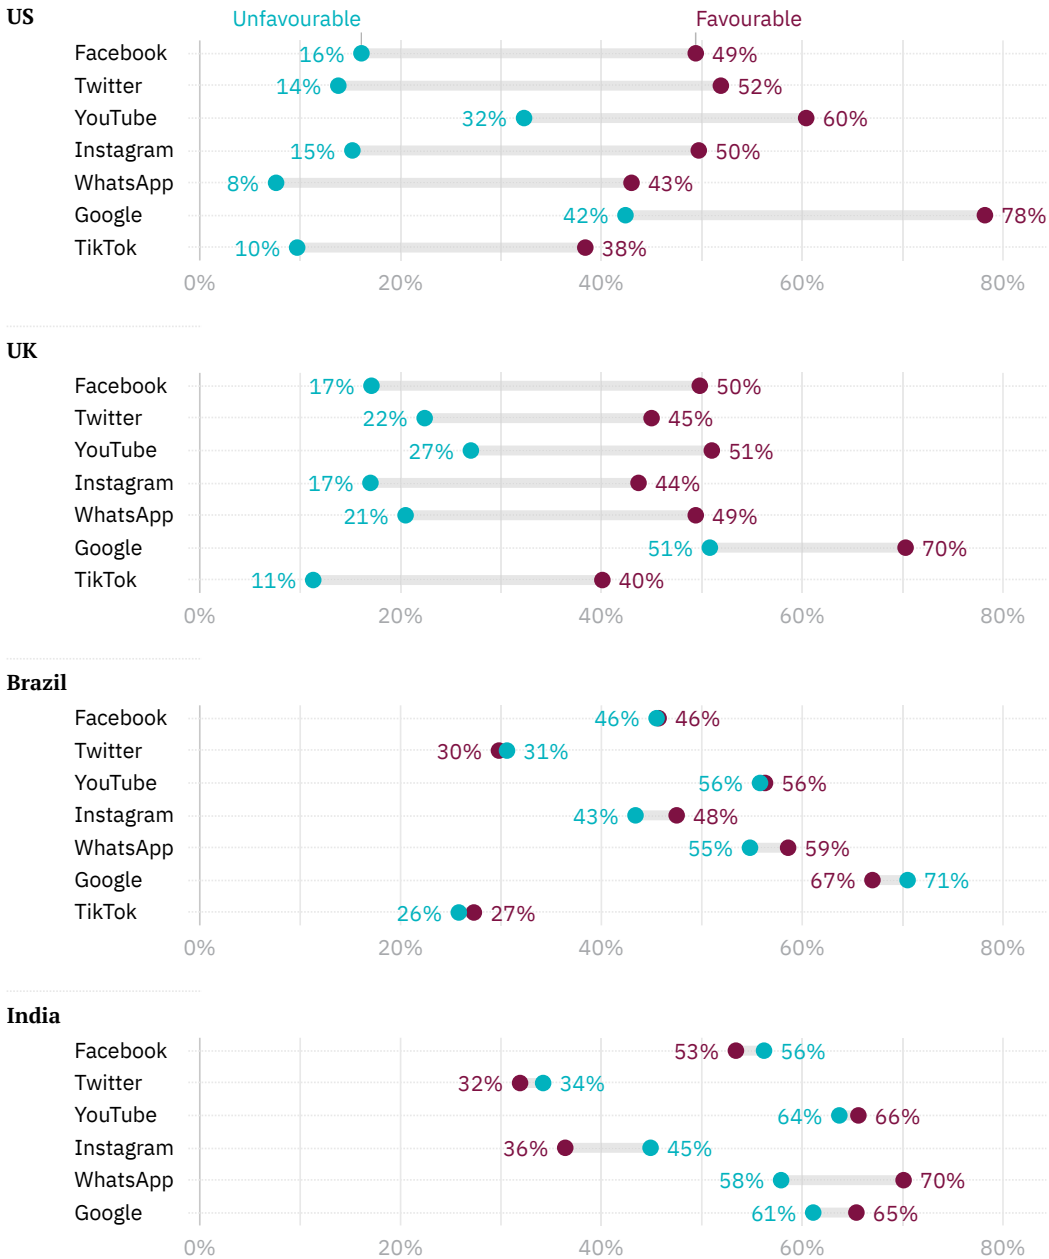 US
Unfavourable Favourable
Facebook 16% 49%
Twitter 14% 52%
YouTube 32% 60%
Instagram 15% 50%
WhatsApp 8% 43%
Google 42% 78%
TikTok 10% 38%
0% 20% 40% 60% 80%
UK
Facebook 17% 50%
Twitter 22% 45%
YouTube 27% 51%
Instagram 17% 44%
WhatsApp 21% 49%
Google 51% 70%
TikTok 11% 40%
0% 20% 40% 60% 80%
Brazil
Facebook 46% 46%
Twitter 30% 31%
YouTube 56% 56%
Instagram 43% 48%
WhatsApp 55% 59%
Google 67% 71%
TikTok 26% 27%
0% 20% 40% 60% 80%
India
Facebook 53% 56%
Twitter 32% 34%
YouTube 64% 66%
Instagram 36% 45%
WhatsApp 58% 70%
Google 61% 65%
0% 20% 40% 60% 80%